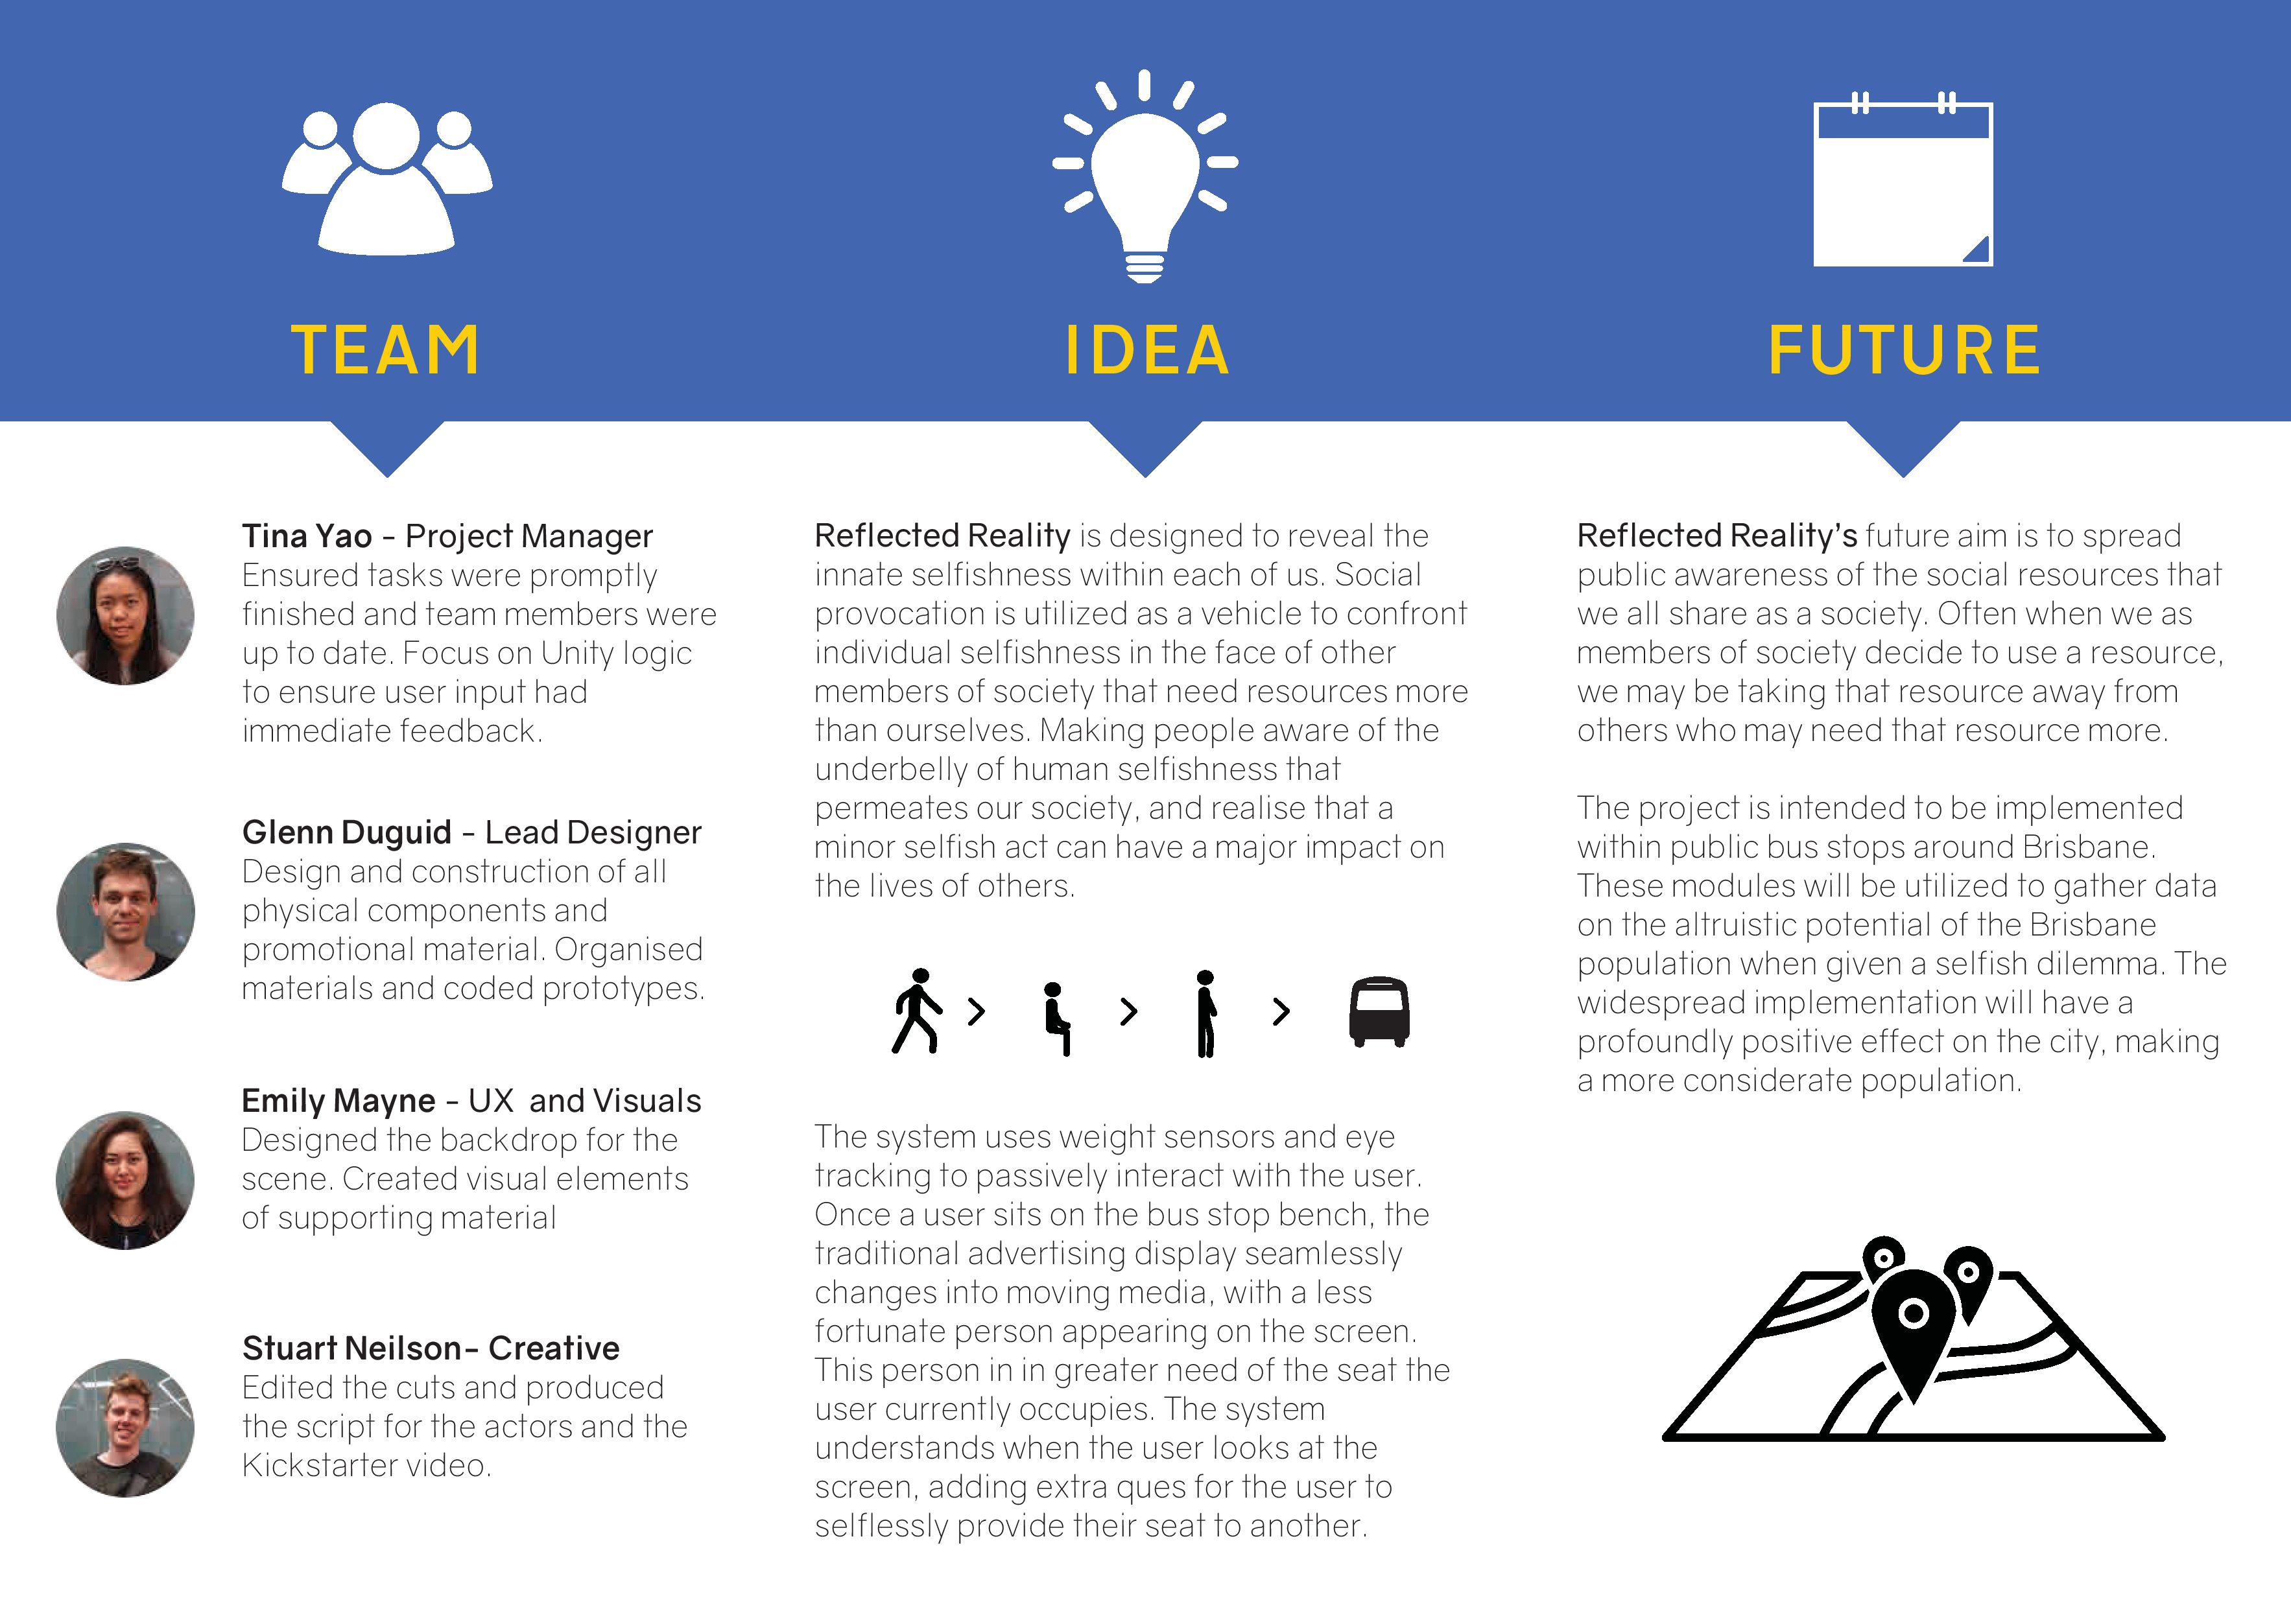 TEAM
IDEA
FUTURE
Tina Yao - Project Manager
Ensured tasks were promptly
finished and team members were
up to date. Focus on Unity logic
to ensure user input had
immediate feedback.
Glenn Duguid - Lead Designer
Design and construction of all
physical components and
promotional material. Organised
materials and coded prototypes.
Emily Mayne - UX  and Visuals
Designed the backdrop for the
scene. Created visual elements
of supporting material
Stuart Neilson- Creative
Edited the cuts and produced
the script for the actors and the
Kickstarter video.
Reflected Reality is designed to reveal the
innate selfishness within each of us. Social
provocation is utilized as a vehicle to confront
individual selfishness in the face of other
members of society that need resources more
than ourselves. Making people aware of the
underbelly of human selfishness that
permeates our society, and realise that a
minor selfish act can have a major impact on
the lives of others.
> > >
The system uses weight sensors and eye
tracking to passively interact with the user.
Once a user sits on the bus stop bench, the
traditional advertising display seamlessly
changes into moving media, with a less
fortunate person appearing on the screen.
This person in in greater need of the seat the
user currently occupies. The system
understands when the user looks at the
screen, adding extra ques for the user to
selflessly provide their seat to another.
Reflected Reality's future aim is to spread
public awareness of the social resources that
we all share as a society. Often when we as
members of society decide to use a resource,
we may be taking that resource away from
others who may need that resource more.
The project is intended to be implemented
within public bus stops around Brisbane.
These modules will be utilized to gather data
on the altruistic potential of the Brisbane
population when given a selfish dilemma. The
widespread implementation will have a
profoundly positive effect on the city, making
a more considerate population.